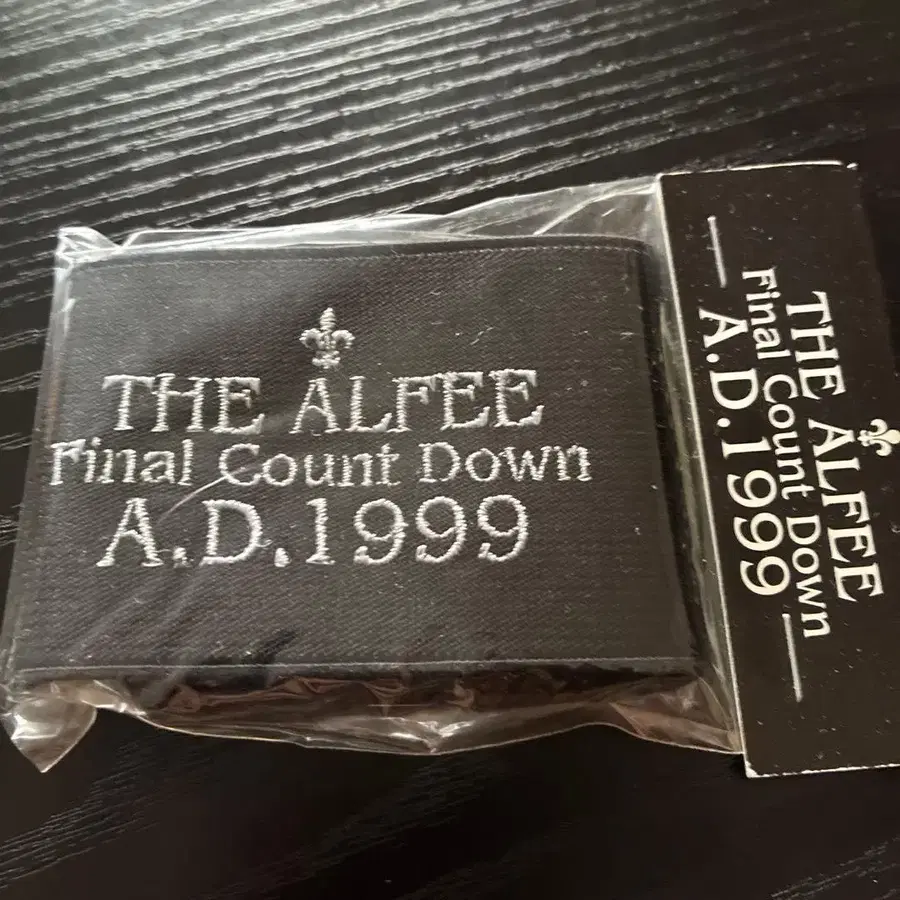 THE ALFEE
Final Count Down
A.D.1999
THE ALFEE
Final Count Down
A.D.1999